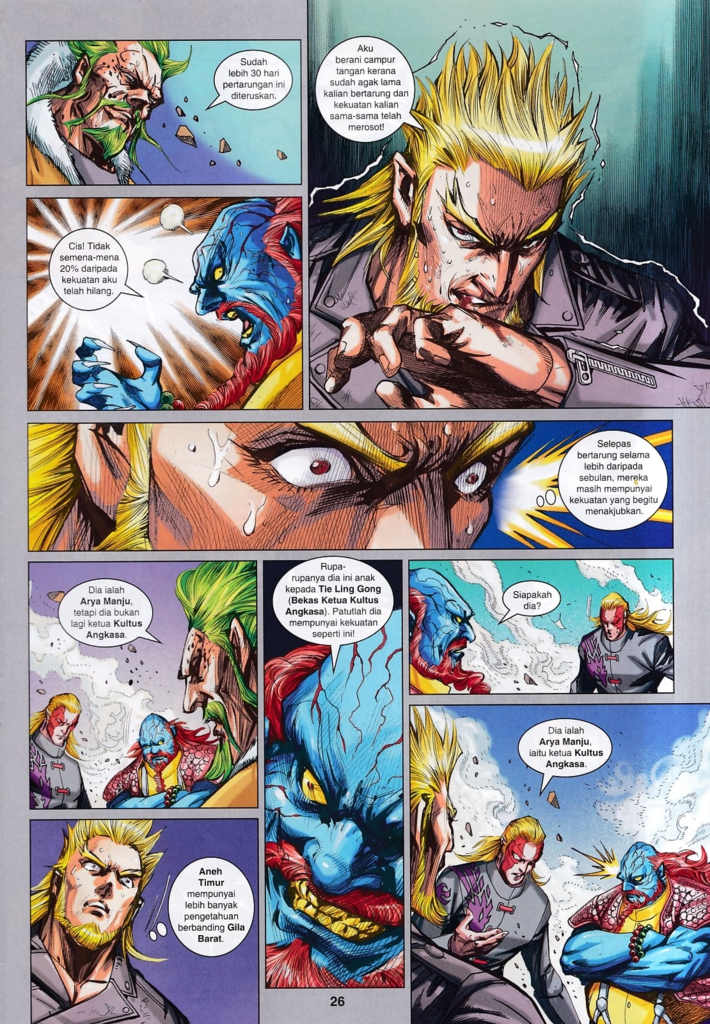 Aku
berani campur
tangan kerana
sudah agak lama
kalian bertarung dan
kekuatan kalian
sama-sama telah
merosot!
Sudah
lebih 30 hari
pertarungan ini
diteruskan.
Cis! Tidak
semena-mena
20% daripada
kekuatan aku
telah hilang.
Selepas
bertarung selama
lebih daripada
sebulan, mereka
masih mempunyai
kekuatan yang begitu
menakjubkan.
Siapakah
dia?
Dia ialah
Arya Manju,
iaitu ketua Kultus
Angkasa.
Rupa-
rupanya dia ini anak
kepada Tie Ling Gong
(Bekas Ketua Kultus
Angkasa). Patutlah dia
mempunyai kekuatan
seperti ini!
Dia ialah
Arya Manju,
tetapi dia bukan
lagi ketua Kultus
Angkasa.
Aneh
Timur
mempunyai
lebih banyak
pengetahuan
berbanding Gila
Barat.
26